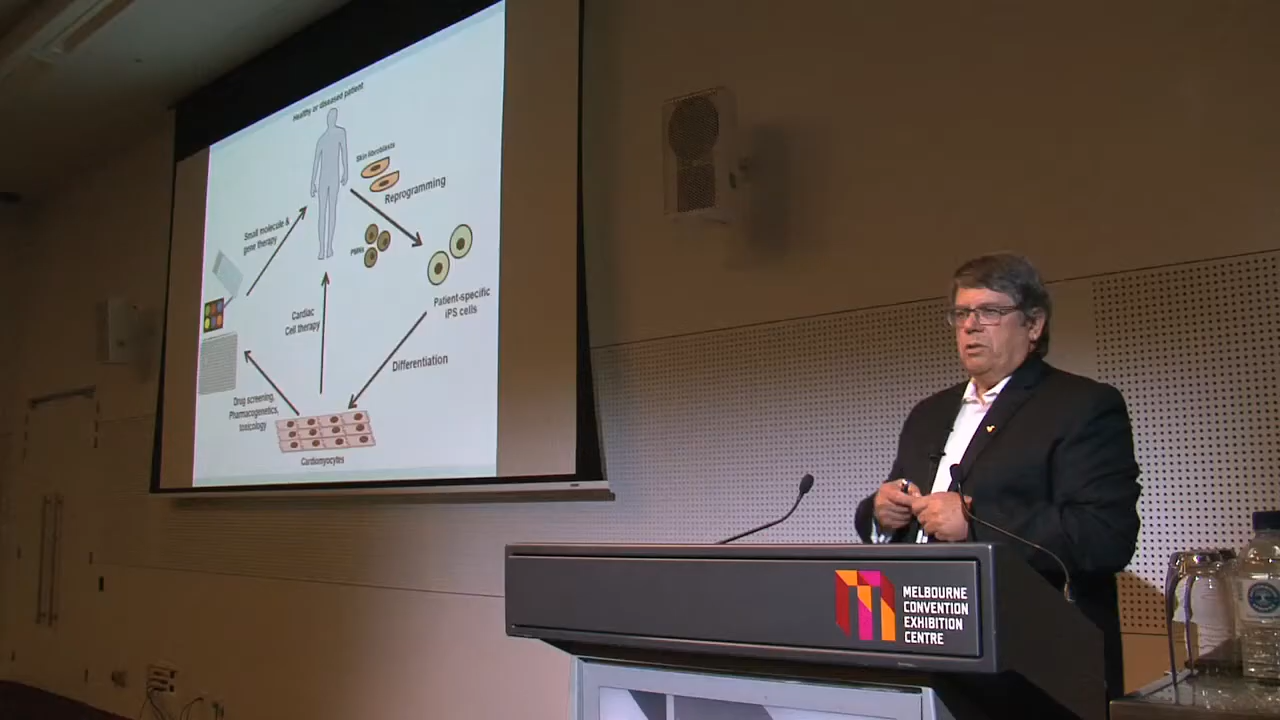 Healthy or diseased patient
Skin fibroblasts
Reprogramming
Small molecule &
gene therapy
Patient-specific
iPS cells
Cardiac
Cell therapy
Differentiation
Drug screening,
Pharmacogenetics,
toxicology
Cardiomyocytes
MELBOURNE
CONVENTION
EXHIBITION
CENTRE